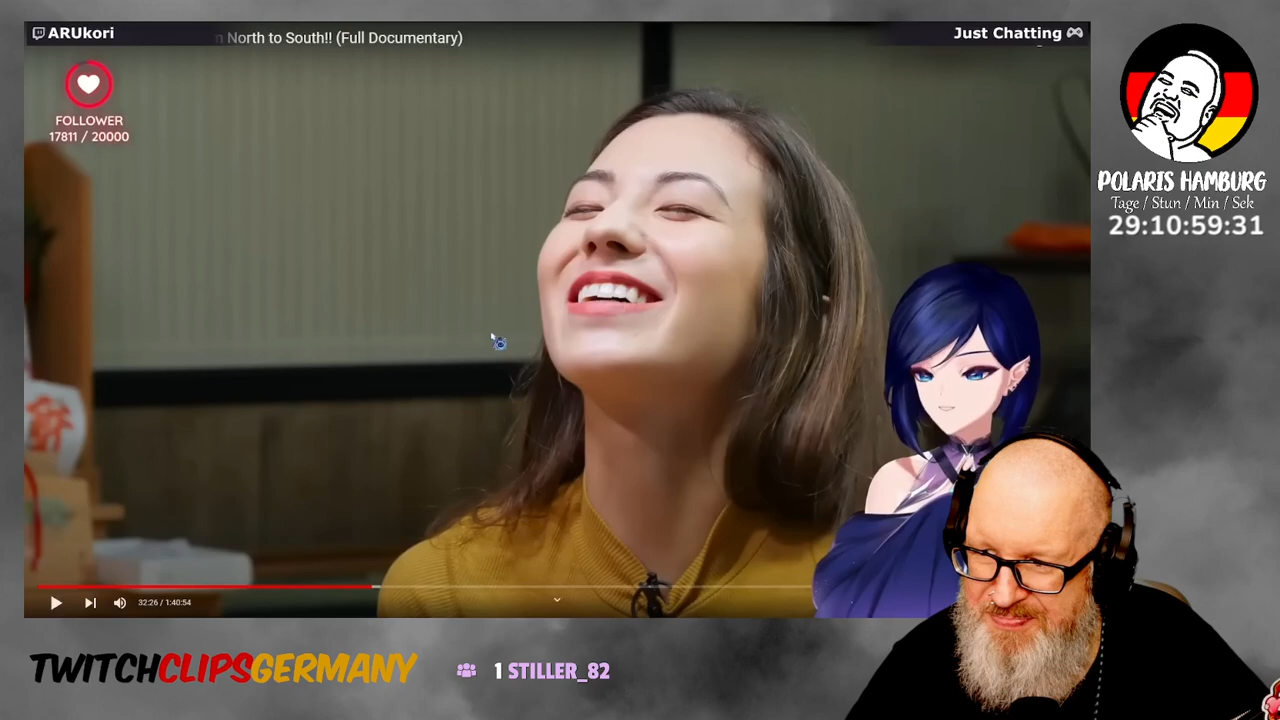 ARUkori
North to South!! (Full Documentary)
Just Chatting
FOLLOWER
17811 / 20000
POLARIS HAMBURG
Tage / Stun / Min / Sek
29:10:59:31
32:26 / 1:40:54
TWITCHCLIPSGERMANY
1 STILLER_82